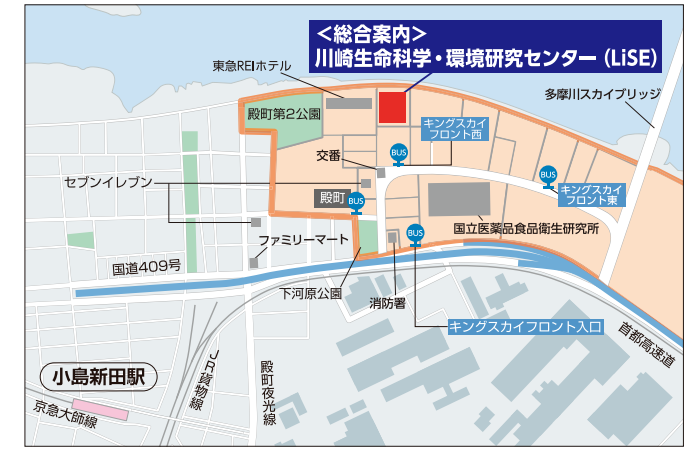 ＜総合案内＞
川崎生命科学・環境研究センター（LiSE）
東急REIホテル
多摩川スカイブリッジ
殿町第2公園
キングスカイ
フロント西
BUS
交番
セブンイレブン
BUS
キングスカイ
フロント東
殿町
BUS
国立医薬品食品衛生研究所
BUS
ファミリーマート
国道409号
下河原公園
消防署
キングスカイフロント入口
首都高速道
JR貨物線
殿町夜光線
小島新田駅
京急大師線